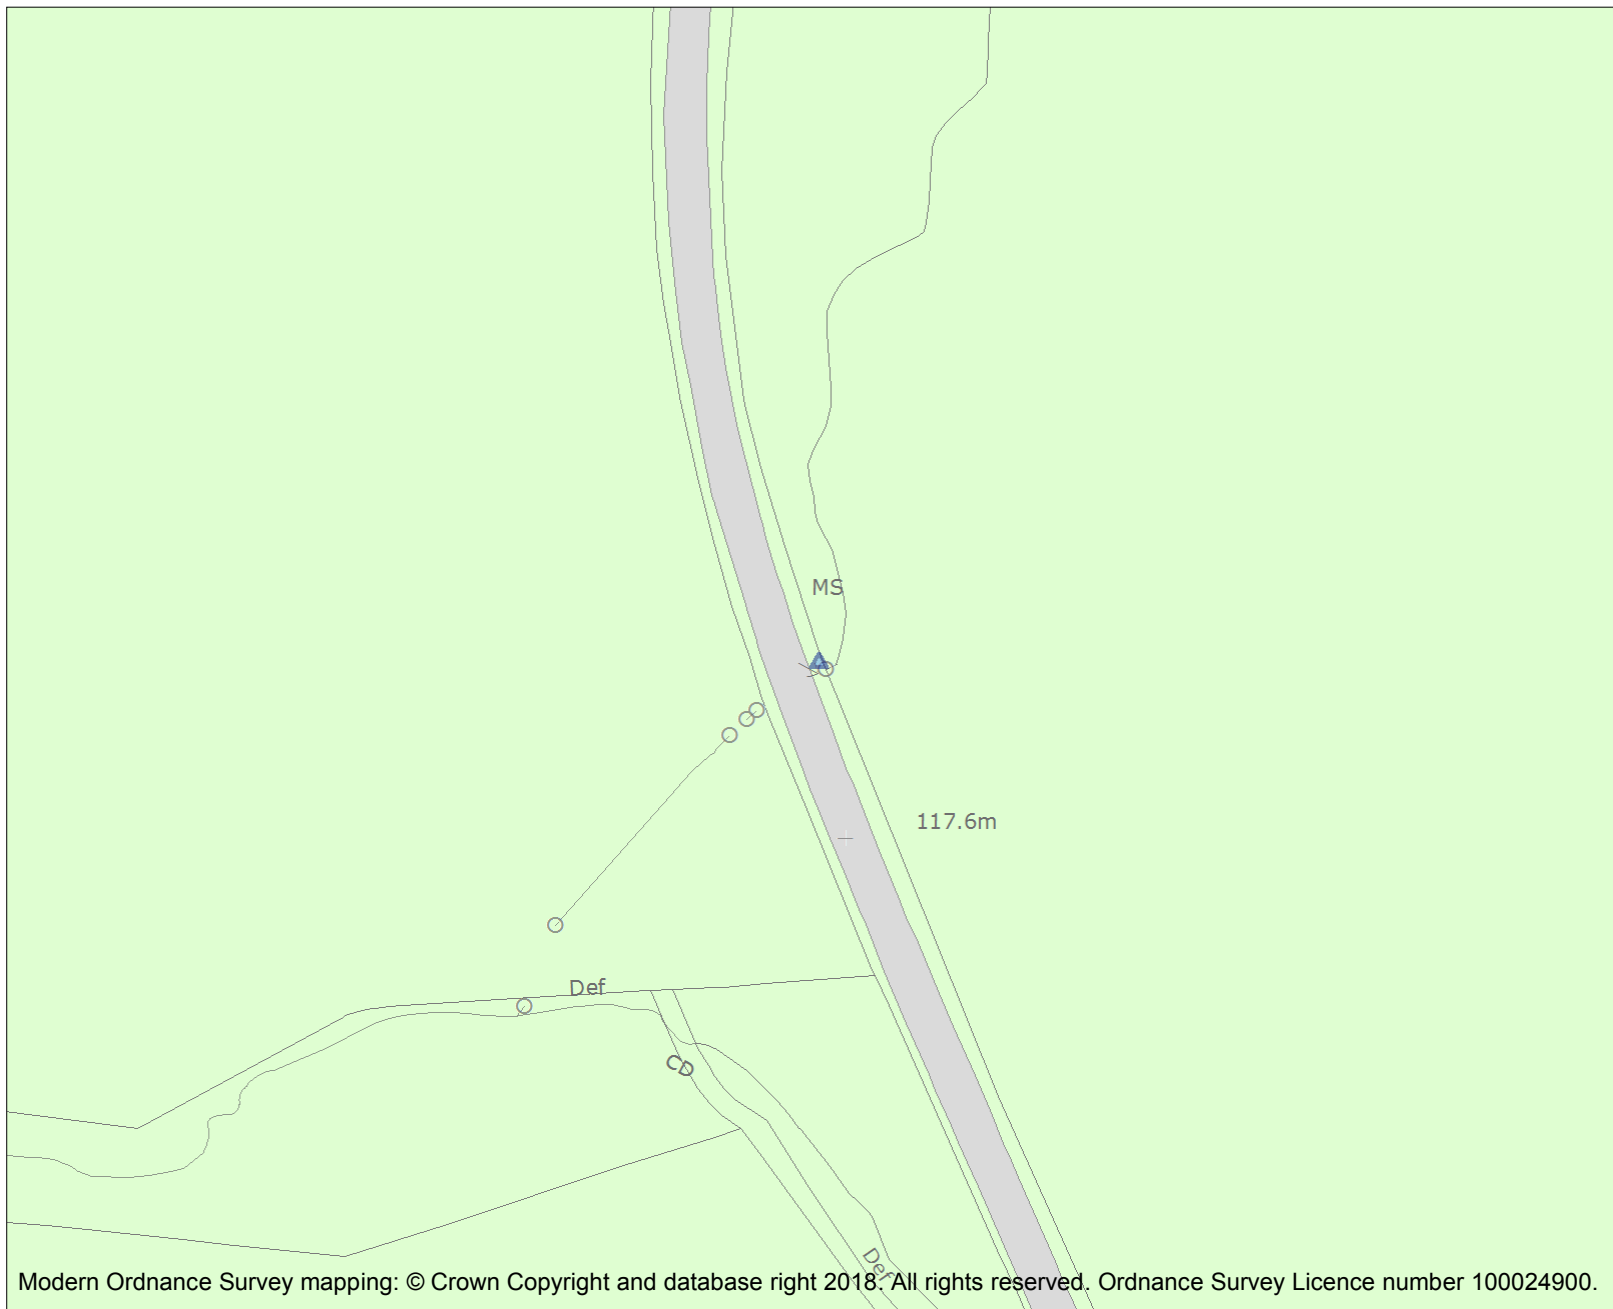 MS
117.6m
Def
CD
Def
Modern Ordnance Survey mapping: © Crown Copyright and database right 2018. All rights reserved. Ordnance Survey Licence number 100024900.